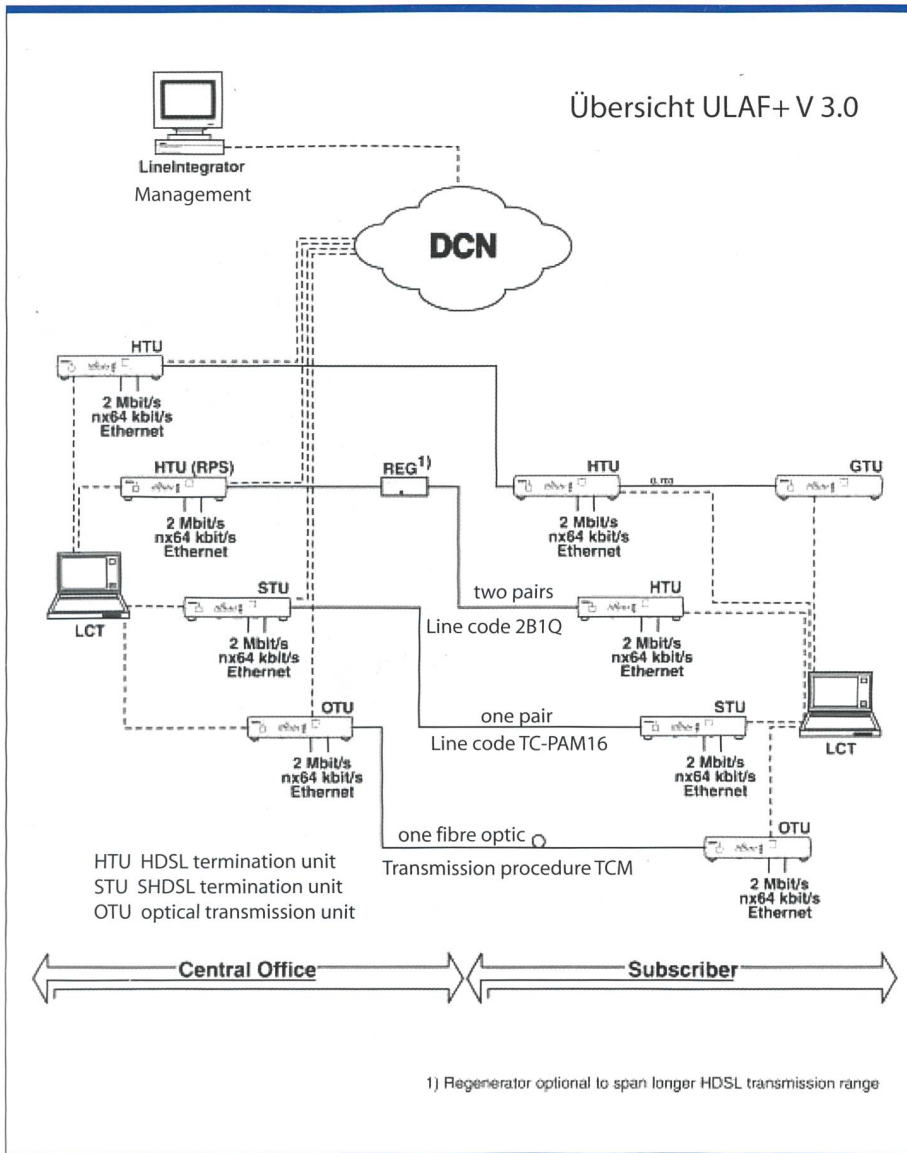 Übersicht ULAF+ V 3.0
LineIntegrator
Management
DCN
HTU
2 Mbit/s
nx64 kbit/s
Ethernet
HTU (RPS)
2 Mbit/s
nx64 kbit/s
Ethernet
REG1)
HTU
2 Mbit/s
nx64 kbit/s
Ethernet
GTU
LCT
STU
2 Mbit/s
nx64 kbit/s
Ethernet
two pairs
Line code 2B1Q
HTU
2 Mbit/s
nx64 kbit/s
Ethernet
OTU
2 Mbit/s
nx64 kbit/s
Ethernet
one pair
Line code TC-PAM16
STU
2 Mbit/s
nx64 kbit/s
Ethernet
LCT
one fibre optic
Transmission procedure TCM
OTU
2 Mbit/s
nx64 kbit/s
Ethernet
HTU HDSL termination unit
STU SHDSL termination unit
OTU optical transmission unit
Central Office
Subscriber
1) Regenerator optional to span longer HDSL transmission range